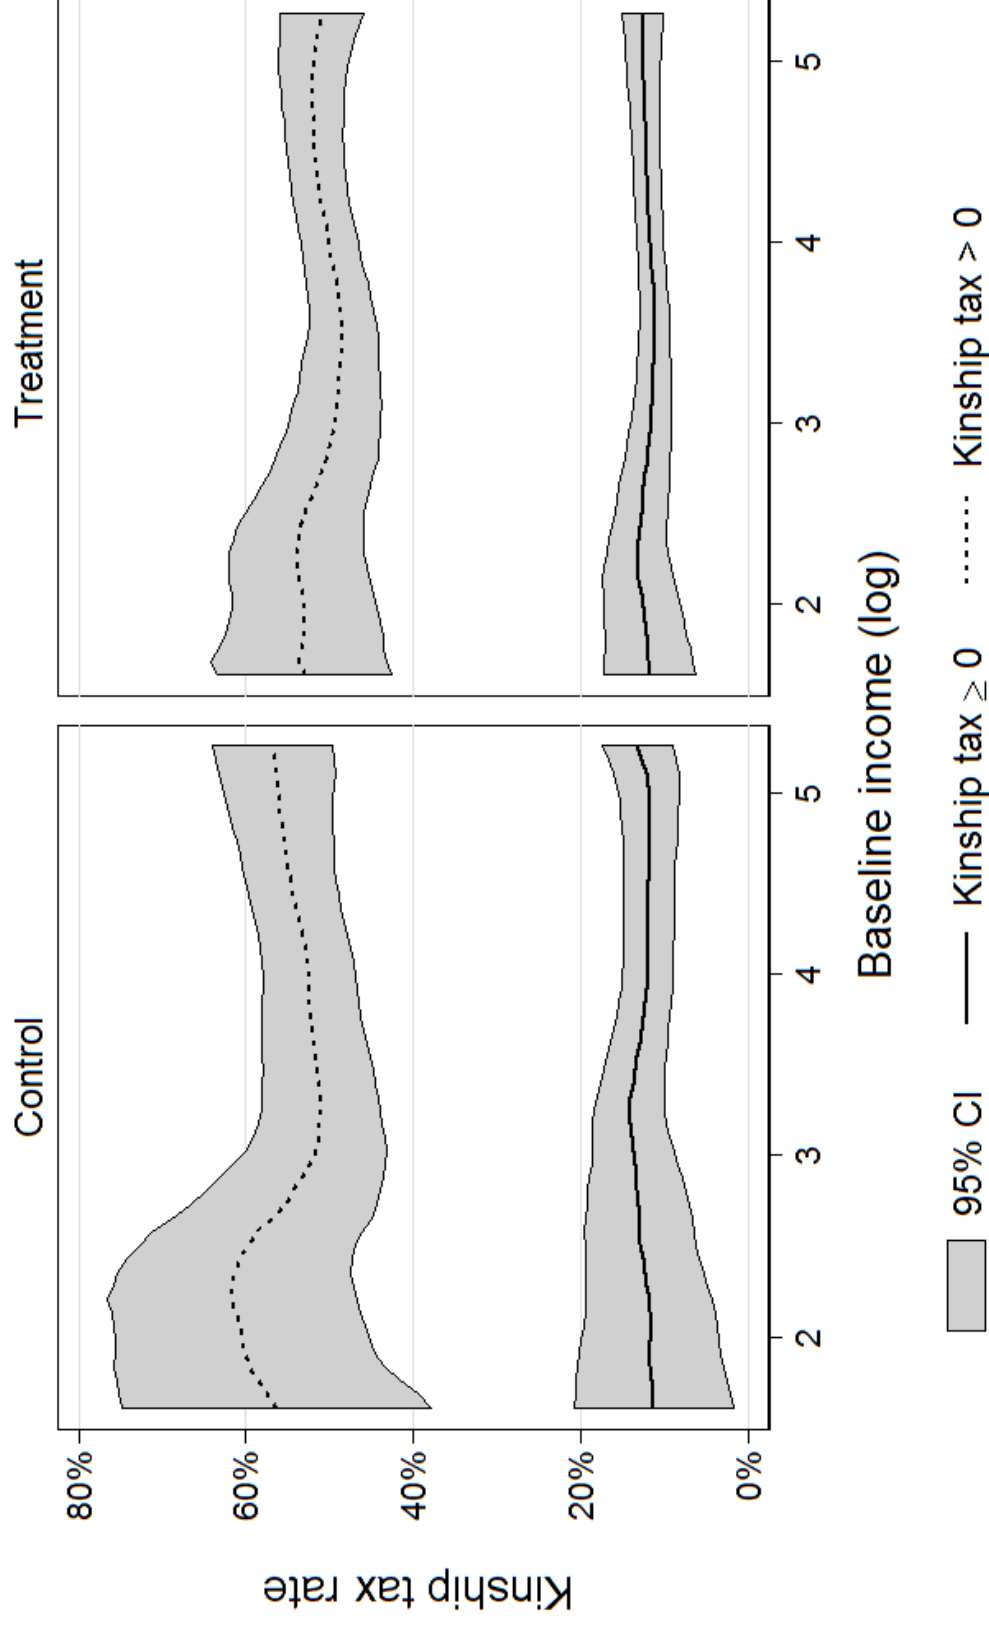 Control
Treatment
Kinship tax rate
80%
60%
40%
20%
0%
2 3 4 5
2 3 4 5
Baseline income (log)
95% CI Kinship tax ≥ 0 Kinship tax > 0